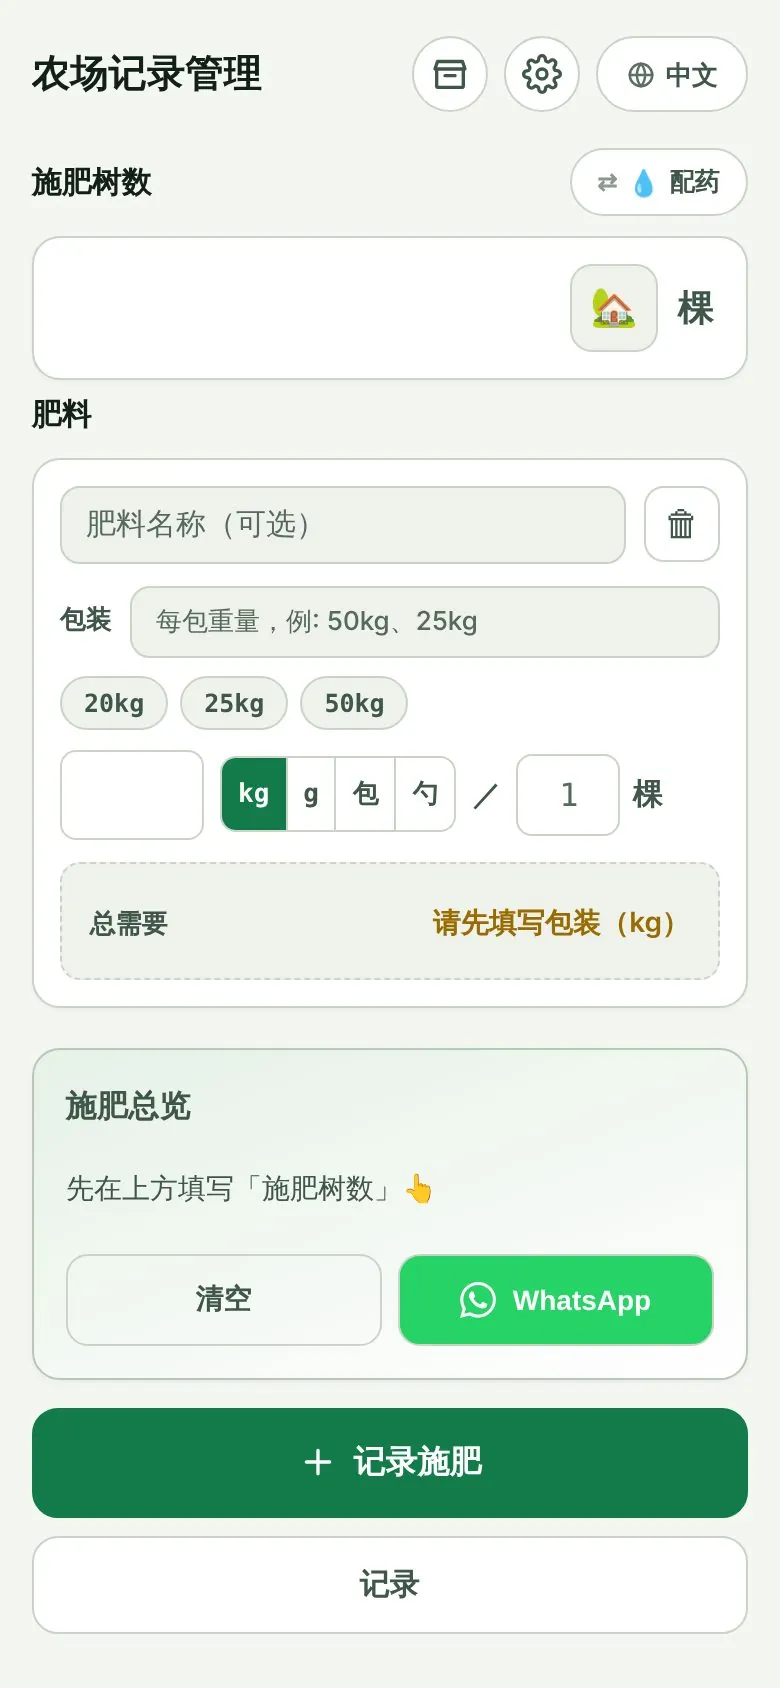 农场记录管理
中文
施肥树数
配药
棵
肥料
肥料名称（可选）
包装
每包重量，例: 50kg、25kg
20kg 25kg 50kg
kg g 包 勺 ／ 1 棵
总需要 请先填写包装（kg）
施肥总览
先在上方填写「施肥树数」👆
清空 WhatsApp
＋ 记录施肥
记录